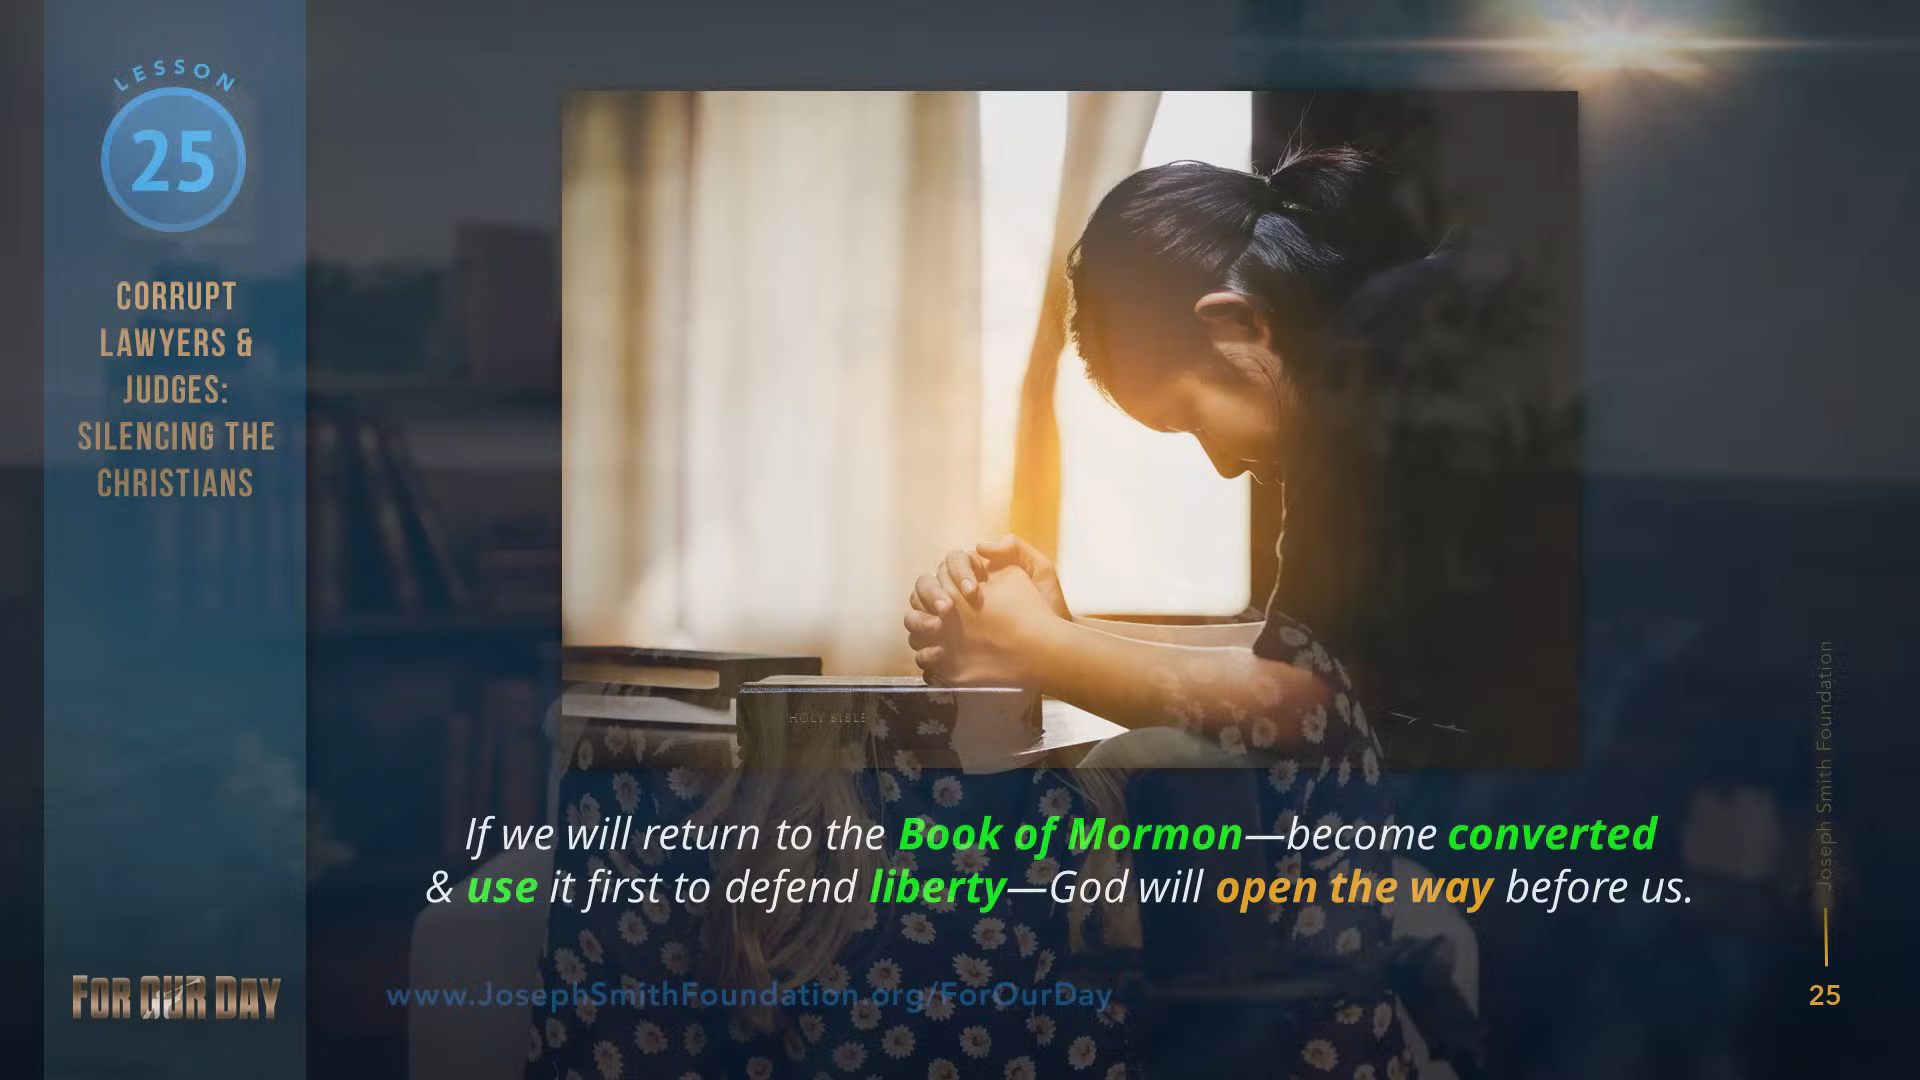 LESSON
25
CORRUPT
LAWYERS &
JUDGES:
SILENCING THE
CHRISTIANS
HOLY BIBLE
If we will return to the Book of Mormon—become converted
& use it first to defend liberty—God will open the way before us.
FOR OUR DAY
www.JosephSmithFoundation.org/ForOurDay
Joseph Smith Foundation
25